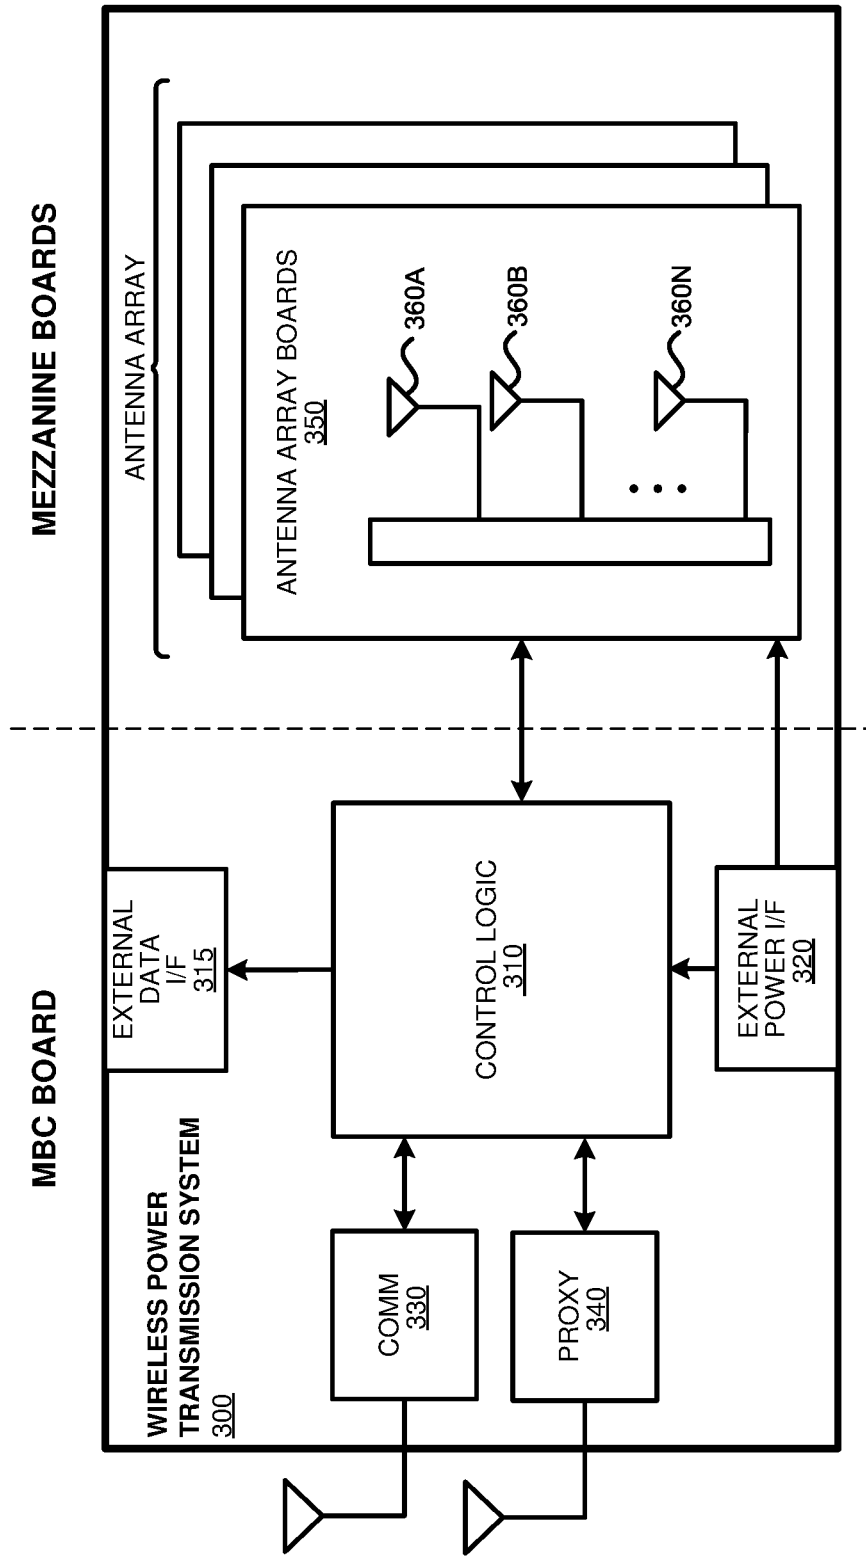 MBC BOARD
MEZZANINE BOARDS
WIRELESS POWER
TRANSMISSION SYSTEM
300
EXTERNAL
DATA
I/F
315
ANTENNA ARRAY
COMM
330
PROXY
340
CONTROL LOGIC
310
EXTERNAL
POWER I/F
320
ANTENNA ARRAY BOARDS
350
360A
360B
360N